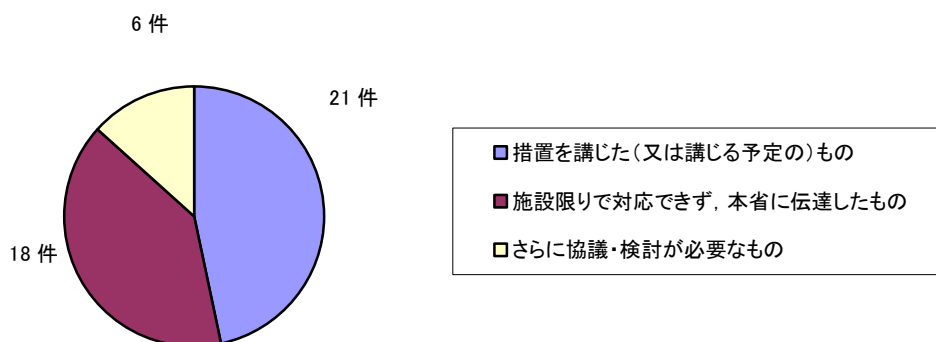 6 件
21 件
18 件
措置を講じた（又は講じる予定の）もの
施設限りで対応できず，本省に伝達したもの
さらに協議・検討が必要なもの